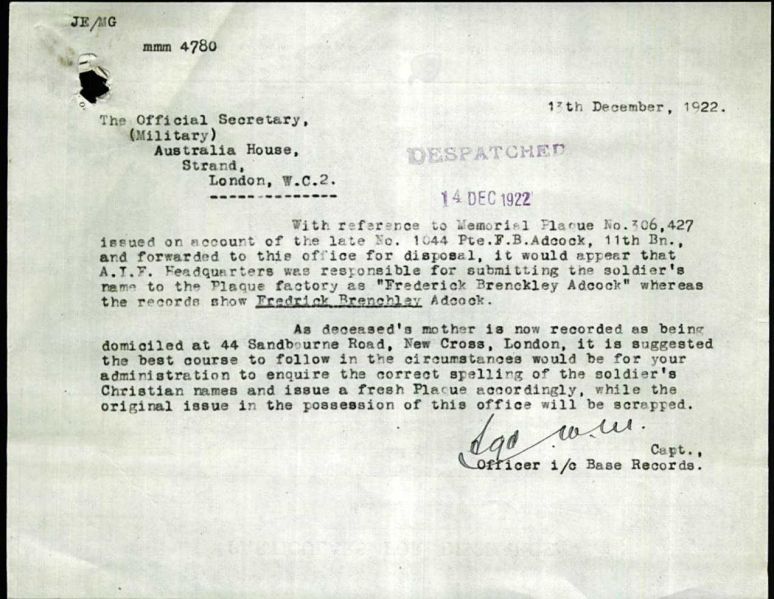 JE/MG
mmm 4780
13th December, 1922.
The Official Secretary,
(Military)
Australia House,
Strand,
London, W.C.2.
DESPATCHED
14 DEC 1922
With reference to Memorial Plaque No.306,427
issued on account of the late No. 1044 Pte.F.B.Adcock, 11th Bn.,
and forwarded to this office for disposal, it would appear that
A.I.F. Headquarters was responsible for submitting the soldier's
name to the Plaque factory as "Frederick Brenckley Adcock" whereas
the records show Fredrick Brenchley Adcock.
As deceased's mother is now recorded as being
domiciled at 44 Sandbourne Road, New Cross, London, it is suggested
the best course to follow in the circumstances would be for your
administration to enquire the correct spelling of the soldier's
Christian names and issue a fresh Plaque accordingly, while the
original issue in the possession of this office will be scrapped.
Capt.,
Officer i/c Base Records.